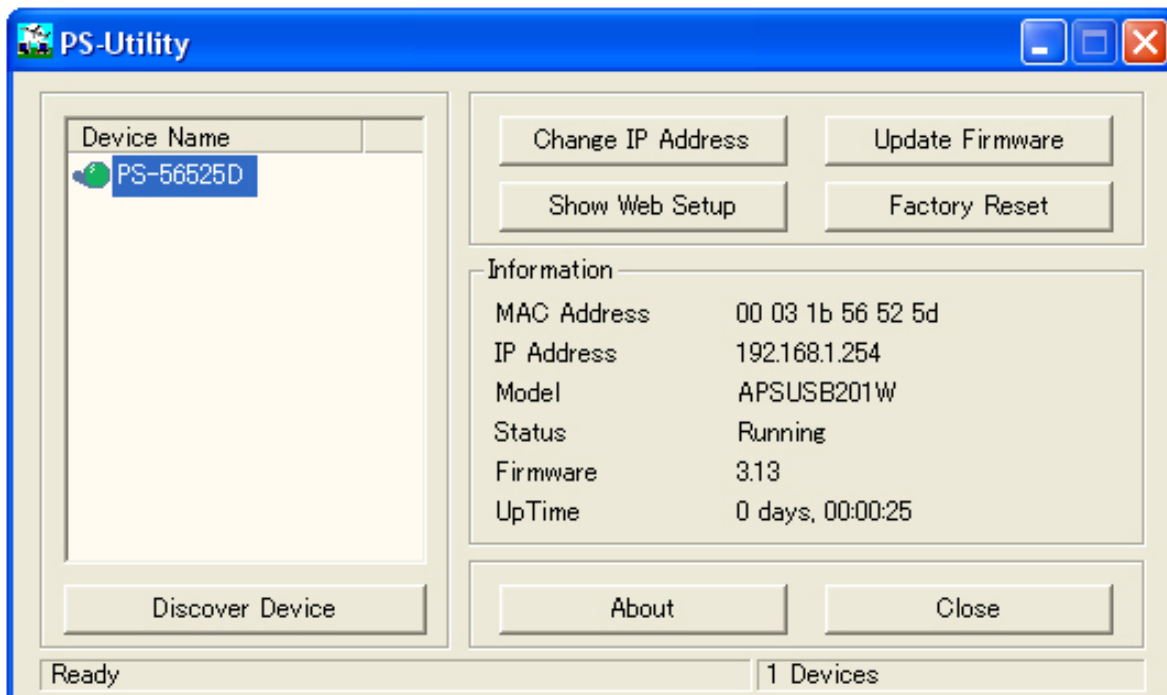 PS-Utility
Device Name
PS-56525D
Discover Device
Change IP Address
Update Firmware
Show Web Setup
Factory Reset
Information
MAC Address 00 03 1b 56 52 5d
IP Address 192.168.1.254
Model APSUSB201W
Status Running
Firmware 3.13
UpTime 0 days, 00:00:25
About
Close
Ready
1 Devices